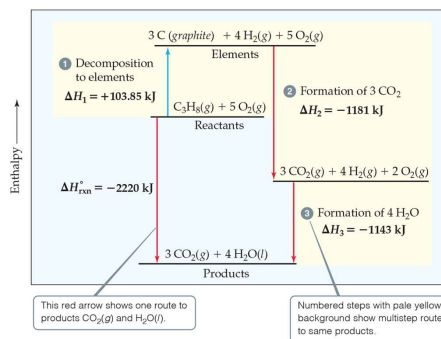 3 C (graphite) + 4 H₂(g) + 5 O₂(g)
Elements
1 Decomposition
to elements
ΔH₁ = +103.85 kJ
2 Formation of 3 CO₂
ΔH₂ = −1181 kJ
C₃H₈(g) + 5 O₂(g)
Reactants
Enthalpy
3 CO₂(g) + 4 H₂(g) + 2 O₂(g)
ΔH°rxn = −2220 kJ
3 Formation of 4 H₂O
ΔH₃ = −1143 kJ
3 CO₂(g) + 4 H₂O(l)
Products
This red arrow shows one route to
products CO₂(g) and H₂O(l).
Numbered steps with pale yellow
background show multistep route
to same products.